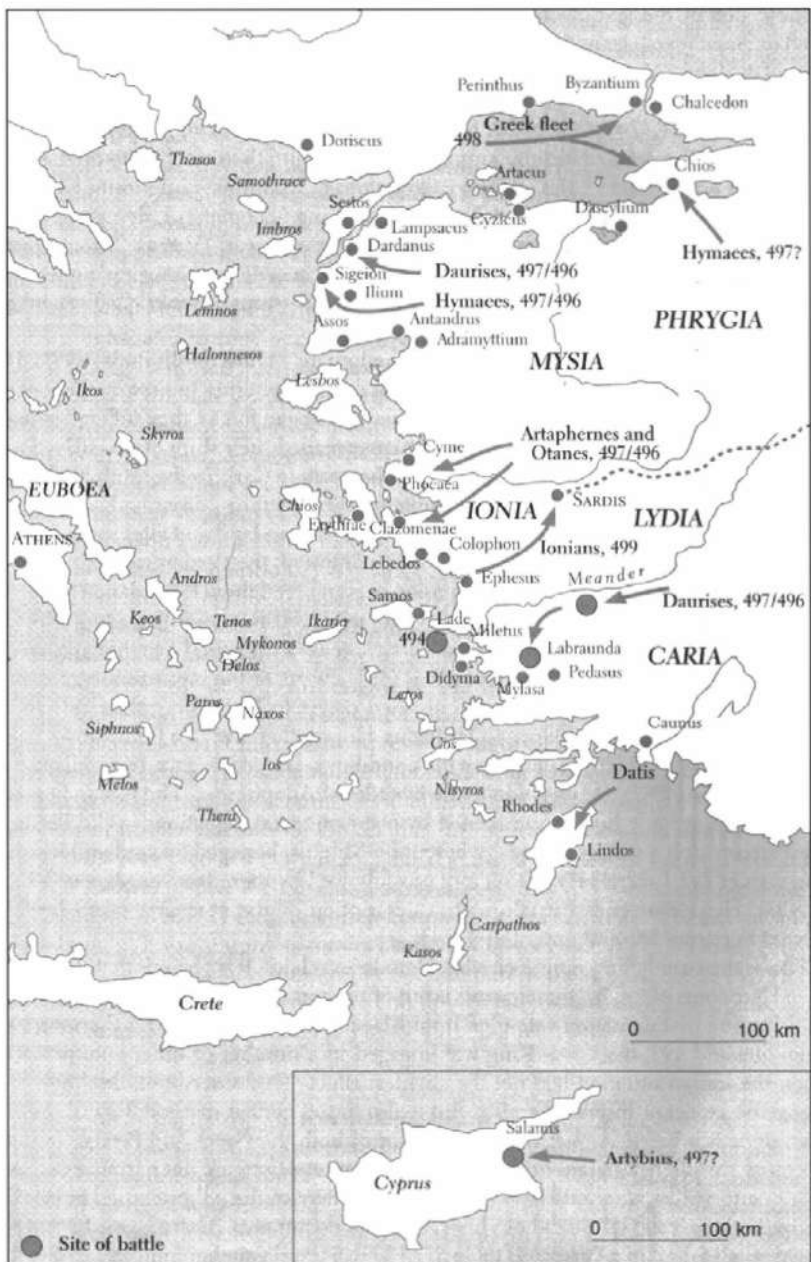 Perinthus
Byzantium
Chalcedon
Doriscus
Greek fleet
498
Thasos
Chios
Artacus
Samothrace
Sestos
Lampsacus
Cyzicus
Dascylium
Imbros
Dardanus
Hymaees, 497?
Daurises, 497/496
Sigeion
Ilium
Hymaees, 497/496
Lemnos
PHRYGIA
Assos
Antandrus
Adramyttium
Halonnesos
MYSIA
Lesbos
Ikos
Skyros
Artaphernes and
Otanes, 497/496
Cyme
Phocaea
EUBOEA
SARDIS
Chios
IONIA
LYDIA
Erythrae
Clazomenae
ATHENS
Colophon
Ionians, 499
Lebedos
Ephesus
Meander
Andros
Samos
Daurises, 497/496
Keos
Tenos
Ikaria
Lade
Mykonos
494
Miletus
Labraunda
CARIA
Delos
Didyma
Pedasus
Mylasa
Leros
Paros
Naxos
Siphnos
Caunus
Cos
Ios
Datis
Melos
Nisyros
Rhodes
Thera
Lindos
Carpathos
Kasos
Crete
0 100 km
Salamis
Artybius, 497?
Cyprus
0 100 km
Site of battle